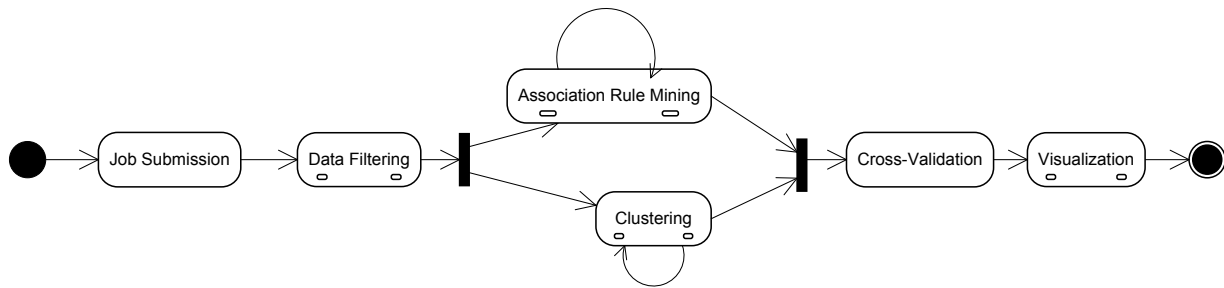 Association Rule Mining
Job Submission
Data Filtering
Cross-Validation
Visualization
Clustering